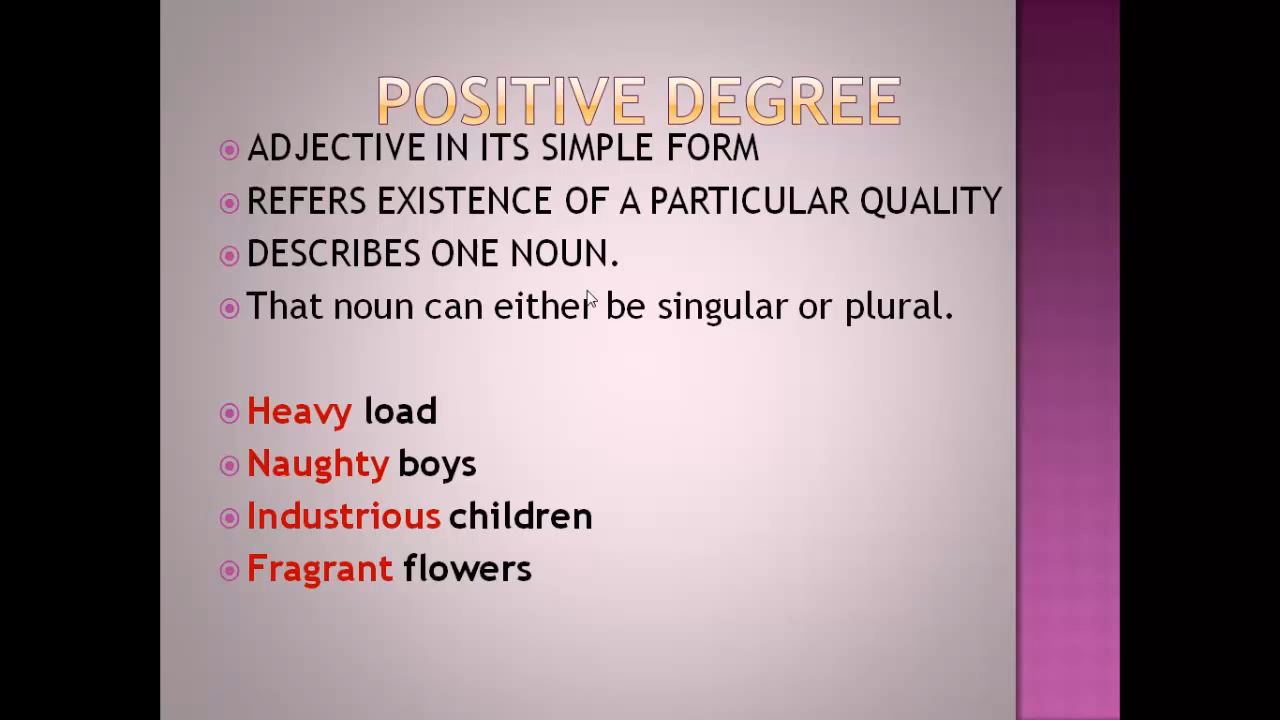 POSITIVE DEGREE
ADJECTIVE IN ITS SIMPLE FORM
REFERS EXISTENCE OF A PARTICULAR QUALITY
DESCRIBES ONE NOUN.
That noun can either be singular or plural.
Heavy load
Naughty boys
Industrious children
Fragrant flowers